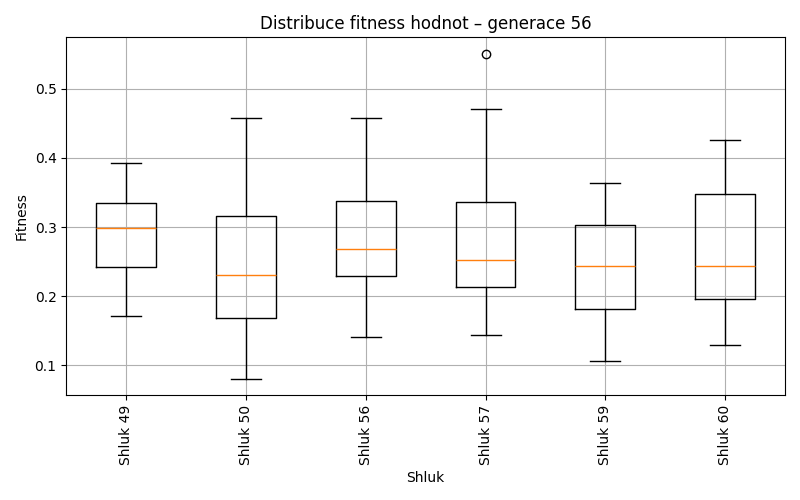 Distribuce fitness hodnot – generace 56
Fitness
0.5
0.4
0.3
0.2
0.1
Shluk 49
Shluk 50
Shluk 56
Shluk 57
Shluk 59
Shluk 60
Shluk